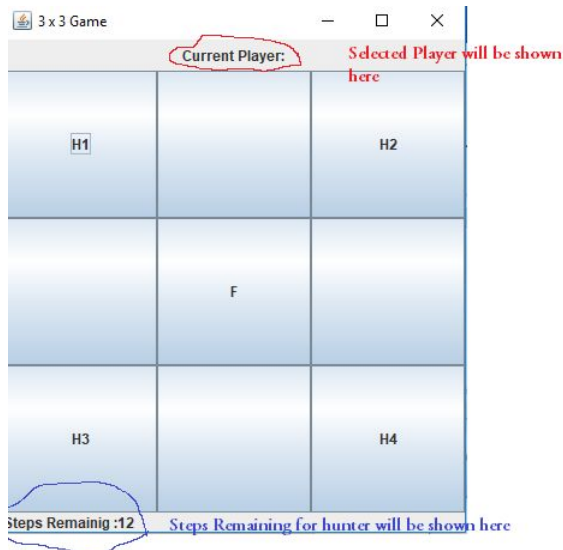 3 x 3 Game
Current Player:
Selected Player will be shown
here
H1
H2
F
H3
H4
Steps Remainig :12
Steps Remaining for hunter will be shown here